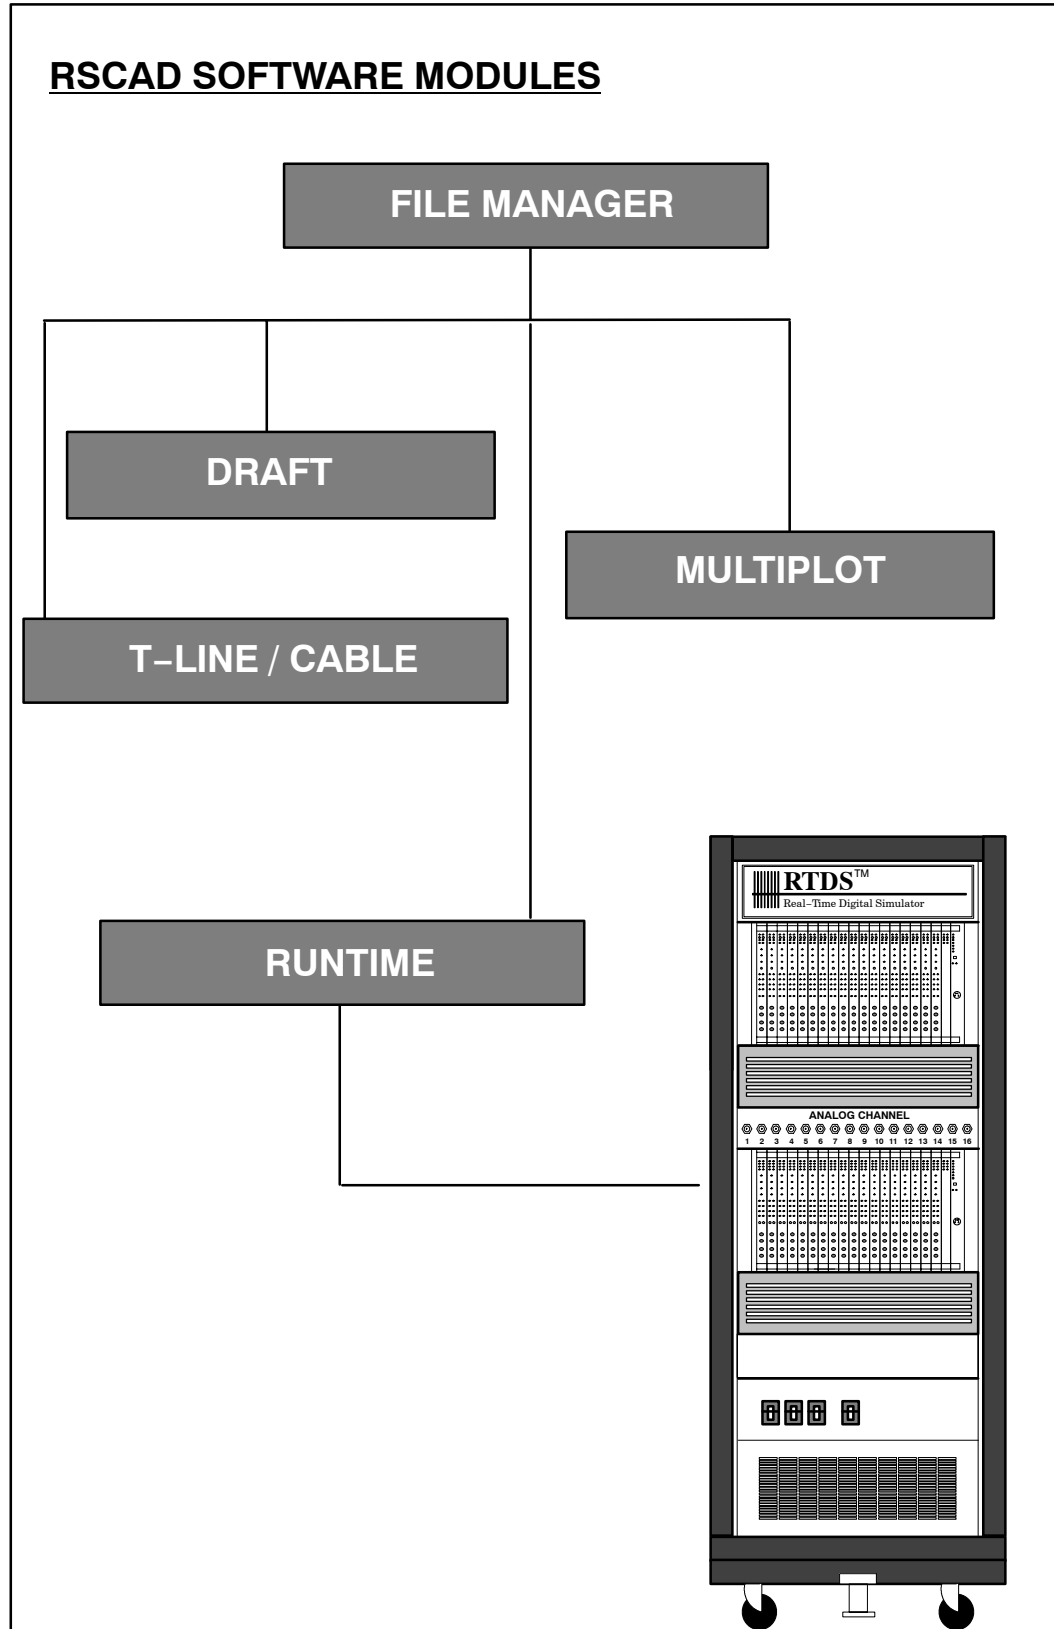 RSCAD SOFTWARE MODULES
FILE MANAGER
DRAFT
MULTIPLOT
T–LINE / CABLE
RUNTIME
RTDS™
Real–Time Digital Simulator
ANALOG CHANNEL
1 2 3 4 5 6 7 8 9 10 11 12 13 14 15 16